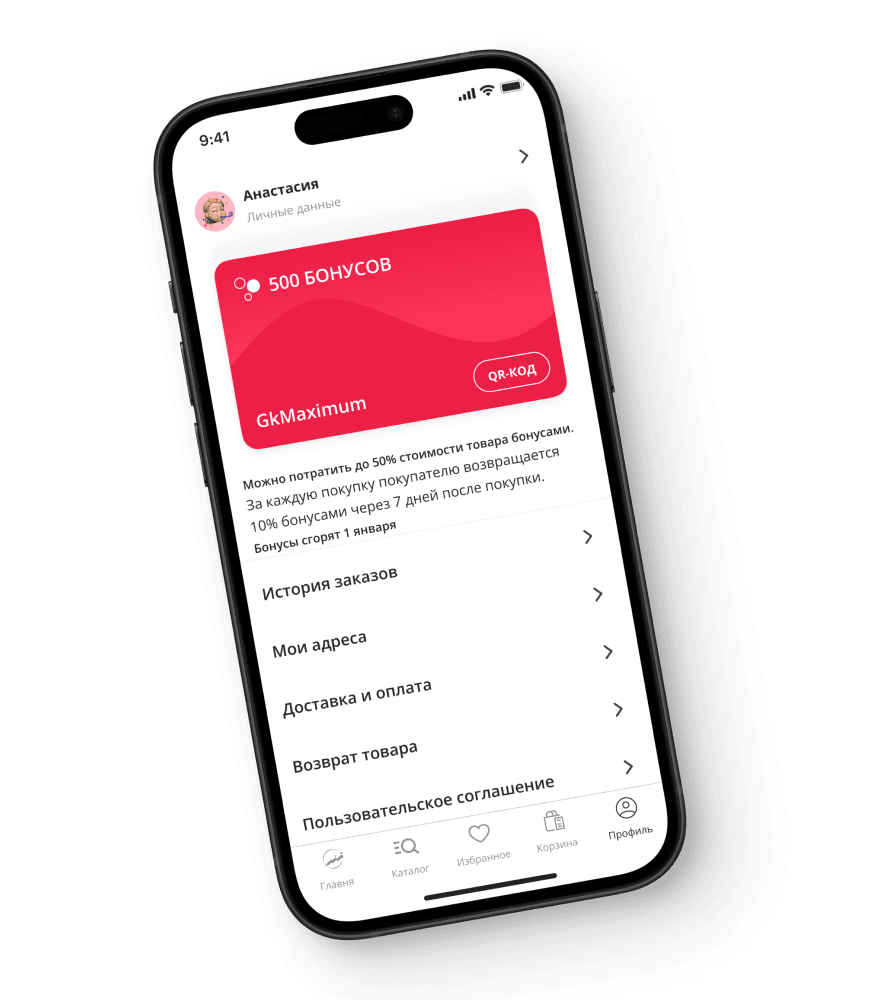 9:41
Анастасия
Личные данные
500 БОНУСОВ
QR-КОД
GkMaximum
Можно потратить до 50% стоимости товара бонусами.
За каждую покупку покупателю возвращается
10% бонусами через 7 дней после покупки.
Бонусы сгорят 1 января
История заказов
Мои адреса
Доставка и оплата
Возврат товара
Пользовательское соглашение
Главня
Каталог
Избранное
Корзина
Профиль